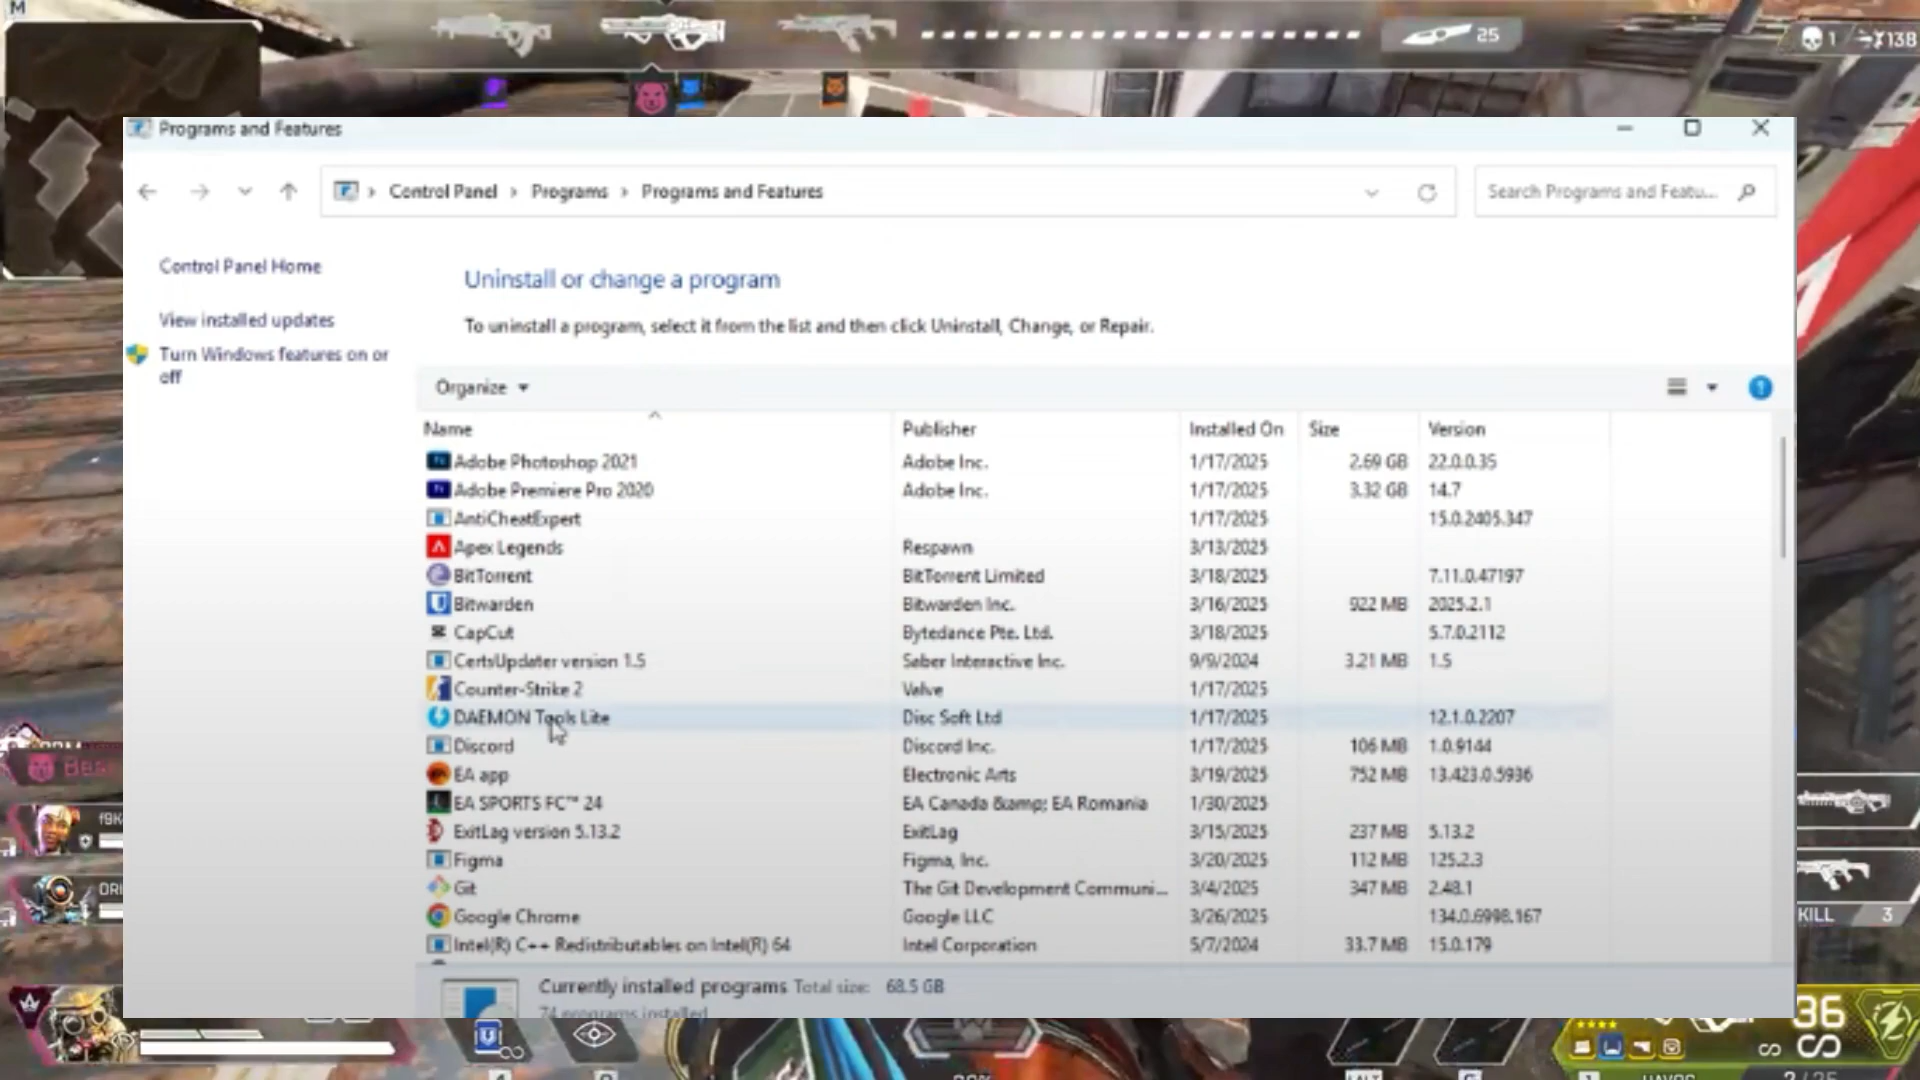 M
25
1
138
Programs and Features
Control Panel > Programs > Programs and Features
Search Programs and Featu...
Control Panel Home
View installed updates
Turn Windows features on or
off
Uninstall or change a program
To uninstall a program, select it from the list and then click Uninstall, Change, or Repair.
Organize
Name Publisher Installed On Size Version
Adobe Photoshop 2021 Adobe Inc. 1/17/2025 2.69 GB 22.0.0.35
Adobe Premiere Pro 2020 Adobe Inc. 1/17/2025 3.32 GB 14.7
AntiCheatExpert 1/17/2025 15.0.2405.347
Apex Legends Respawn 3/13/2025
BitTorrent BitTorrent Limited 3/18/2025 7.11.0.47197
Bitwarden Bitwarden Inc. 3/16/2025 922 MB 2025.2.1
CapCut Bytedance Pte. Ltd. 3/18/2025 5.7.0.2112
CertsUpdater version 1.5 Saber Interactive Inc. 9/9/2024 3.21 MB 1.5
Counter-Strike 2 Valve 1/17/2025
DAEMON Tools Lite Disc Soft Ltd 1/17/2025 12.1.0.2207
Discord Discord Inc. 1/17/2025 106 MB 1.0.9144
EA app Electronic Arts 3/19/2025 752 MB 13.423.0.5936
EA SPORTS FC™ 24 EA Canada &amp; EA Romania 1/30/2025
ExitLag version 5.13.2 ExitLag 3/15/2025 237 MB 5.13.2
Figma Figma, Inc. 3/20/2025 112 MB 125.2.3
Git The Git Development Communi... 3/4/2025 347 MB 2.48.1
Google Chrome Google LLC 3/26/2025 134.0.6998.167
Intel(R) C++ Redistributables on Intel(R) 64 Intel Corporation 5/7/2024 33.7 MB 15.0.179
Currently installed programs Total size: 68.5 GB
74 programs installed
KILL 3
36